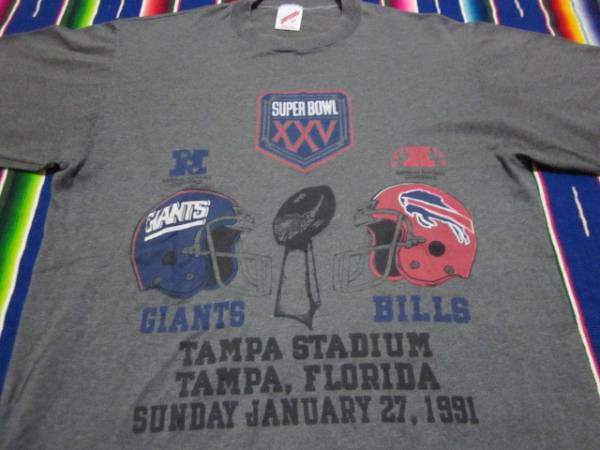 SUPER BOWL
XXV
N
A
GIANTS
GIANTS
BILLS
TAMPA STADIUM
TAMPA, FLORIDA
SUNDAY JANUARY 27, 1991